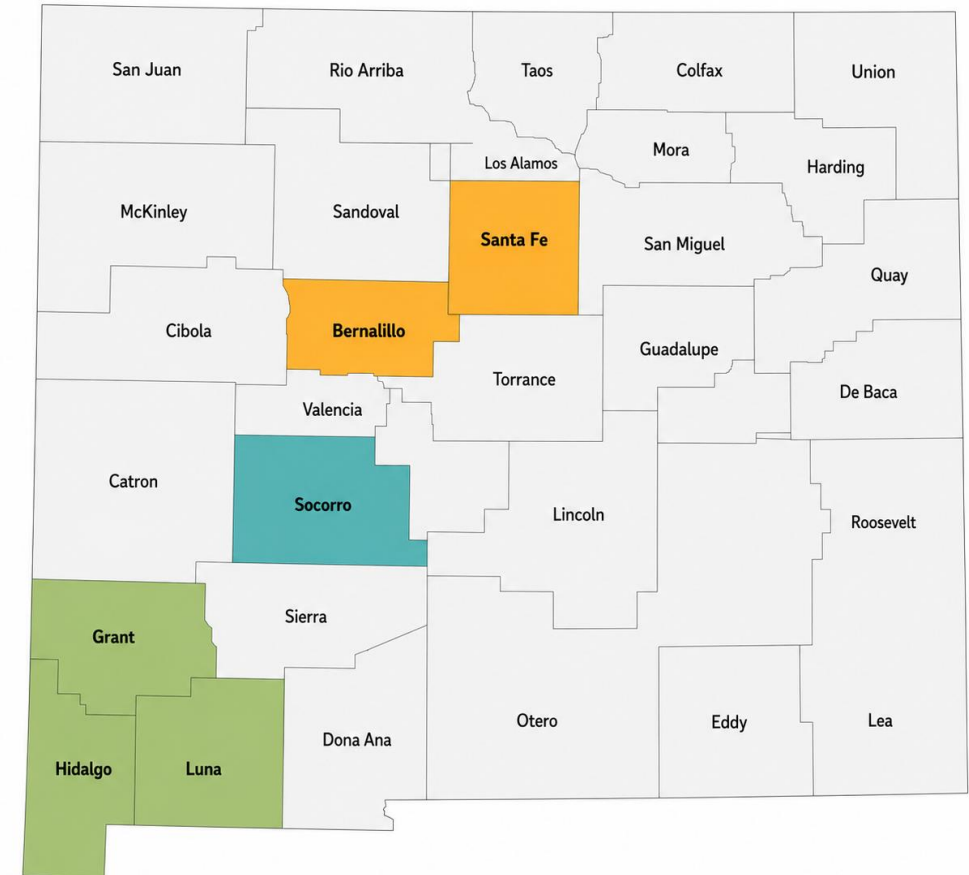 San Juan
Rio Arriba
Taos
Colfax
Union
Mora
Los Alamos
Harding
McKinley
Sandoval
Santa Fe
San Miguel
Quay
Cibola
Bernalillo
Guadalupe
Torrance
De Baca
Valencia
Catron
Socorro
Lincoln
Roosevelt
Grant
Sierra
Hidalgo
Luna
Dona Ana
Otero
Eddy
Lea